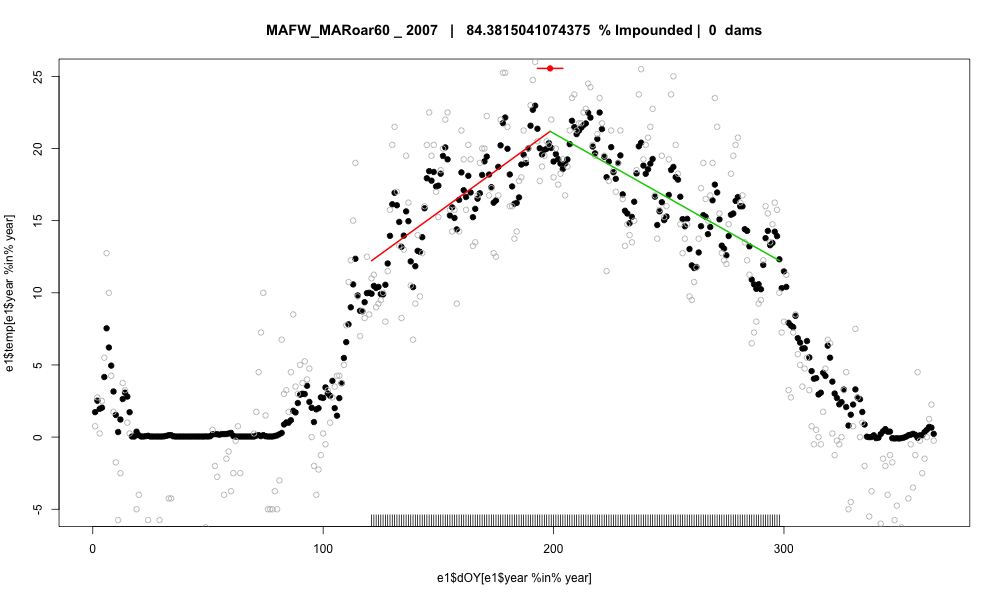 MAFW_MARoar60 _ 2007 | 84.3815041074375 % Impounded | 0 dams
25
20
15
10
5
0
-5
e1$temp[e1$year %in% year]
0 100 200 300
e1$dOY[e1$year %in% year]